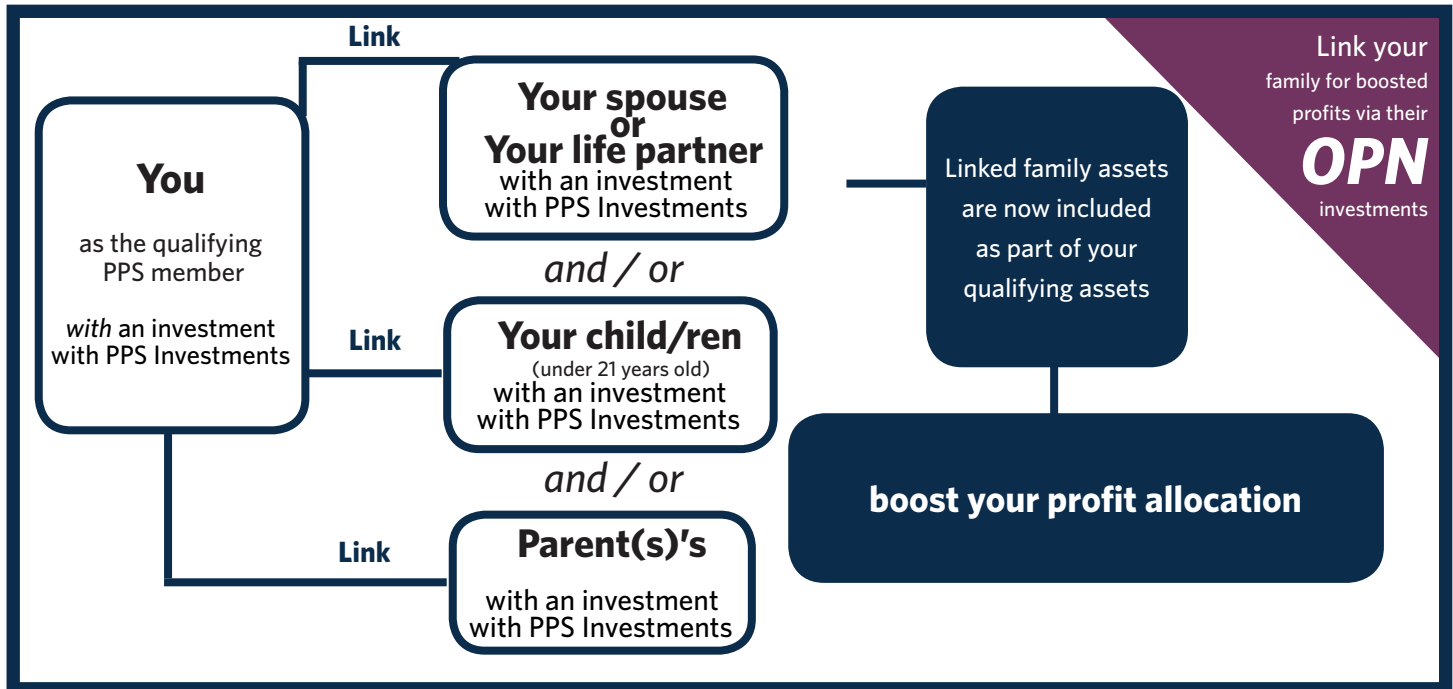 Link
You
as the qualifying
PPS member
with an investment
with PPS Investments
Your spouse
or
Your life partner
with an investment
with PPS Investments
and / or
Link
Your child/ren
(under 21 years old)
with an investment
with PPS Investments
and / or
Link
Parent(s)'s
with an investment
with PPS Investments
Linked family assets
are now included
as part of your
qualifying assets
boost your profit allocation
Link your
family for boosted
profits via their
OPN
investments